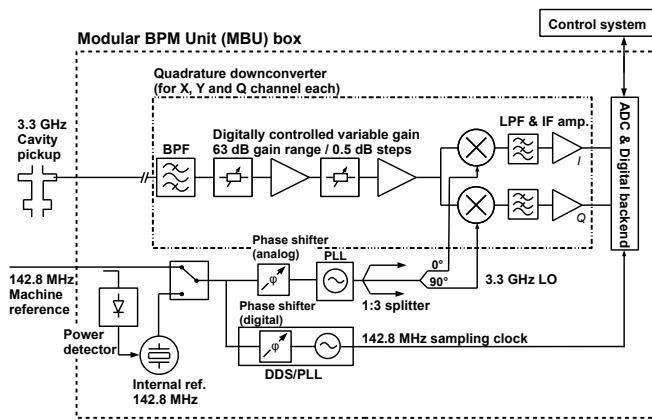 Control system
Modular BPM Unit (MBU) box
Quadrature downconverter
(for X, Y and Q channel each)
3.3 GHz
Cavity
pickup
BPF
Digitally controlled variable gain
63 dB gain range / 0.5 dB steps
LPF & IF amp.
I
Q
ADC & Digital backend
142.8 MHz
Machine
reference
Phase shifter
(analog)
φ
PLL
0°
90°
3.3 GHz LO
1:3 splitter
Power
detector
Internal ref.
142.8 MHz
Phase shifter
(digital)
φ
142.8 MHz sampling clock
DDS/PLL